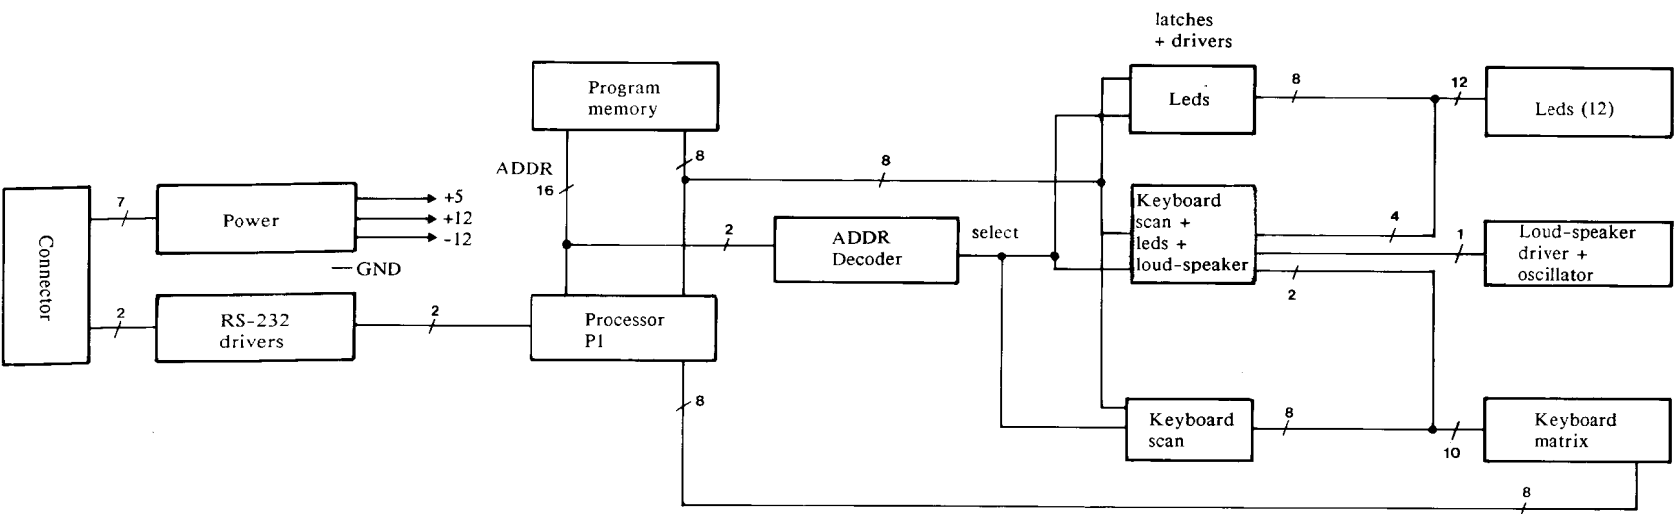 latches
+ drivers
Program
memory
Leds
8
12
Leds (12)
ADDR
16
8
8
Connector
7
Power
+5
+12
-12
—GND
2
ADDR
Decoder
select
Keyboard
scan +
leds +
loud-speaker
4
1
2
Loud-speaker
driver +
oscillator
2
RS-232
drivers
2
Processor
P1
8
Keyboard
scan
8
10
Keyboard
matrix
8